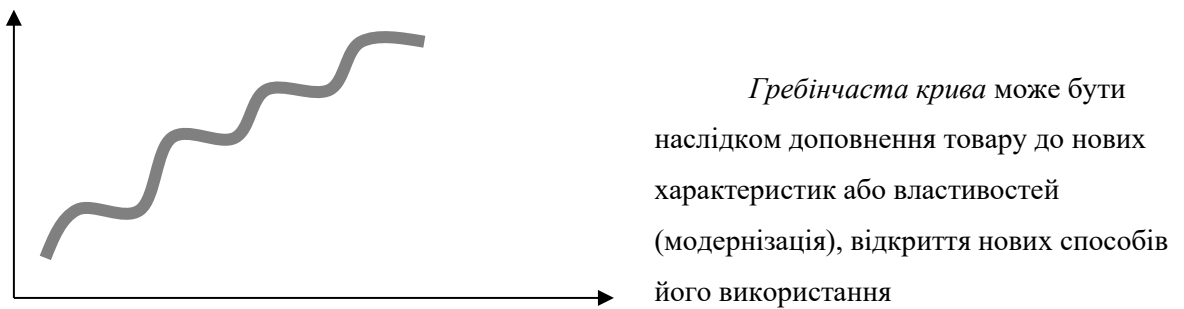 Гребінчаста крива може бути
наслідком доповнення товару до нових
характеристик або властивостей
(модернізація), відкриття нових способів
його використання